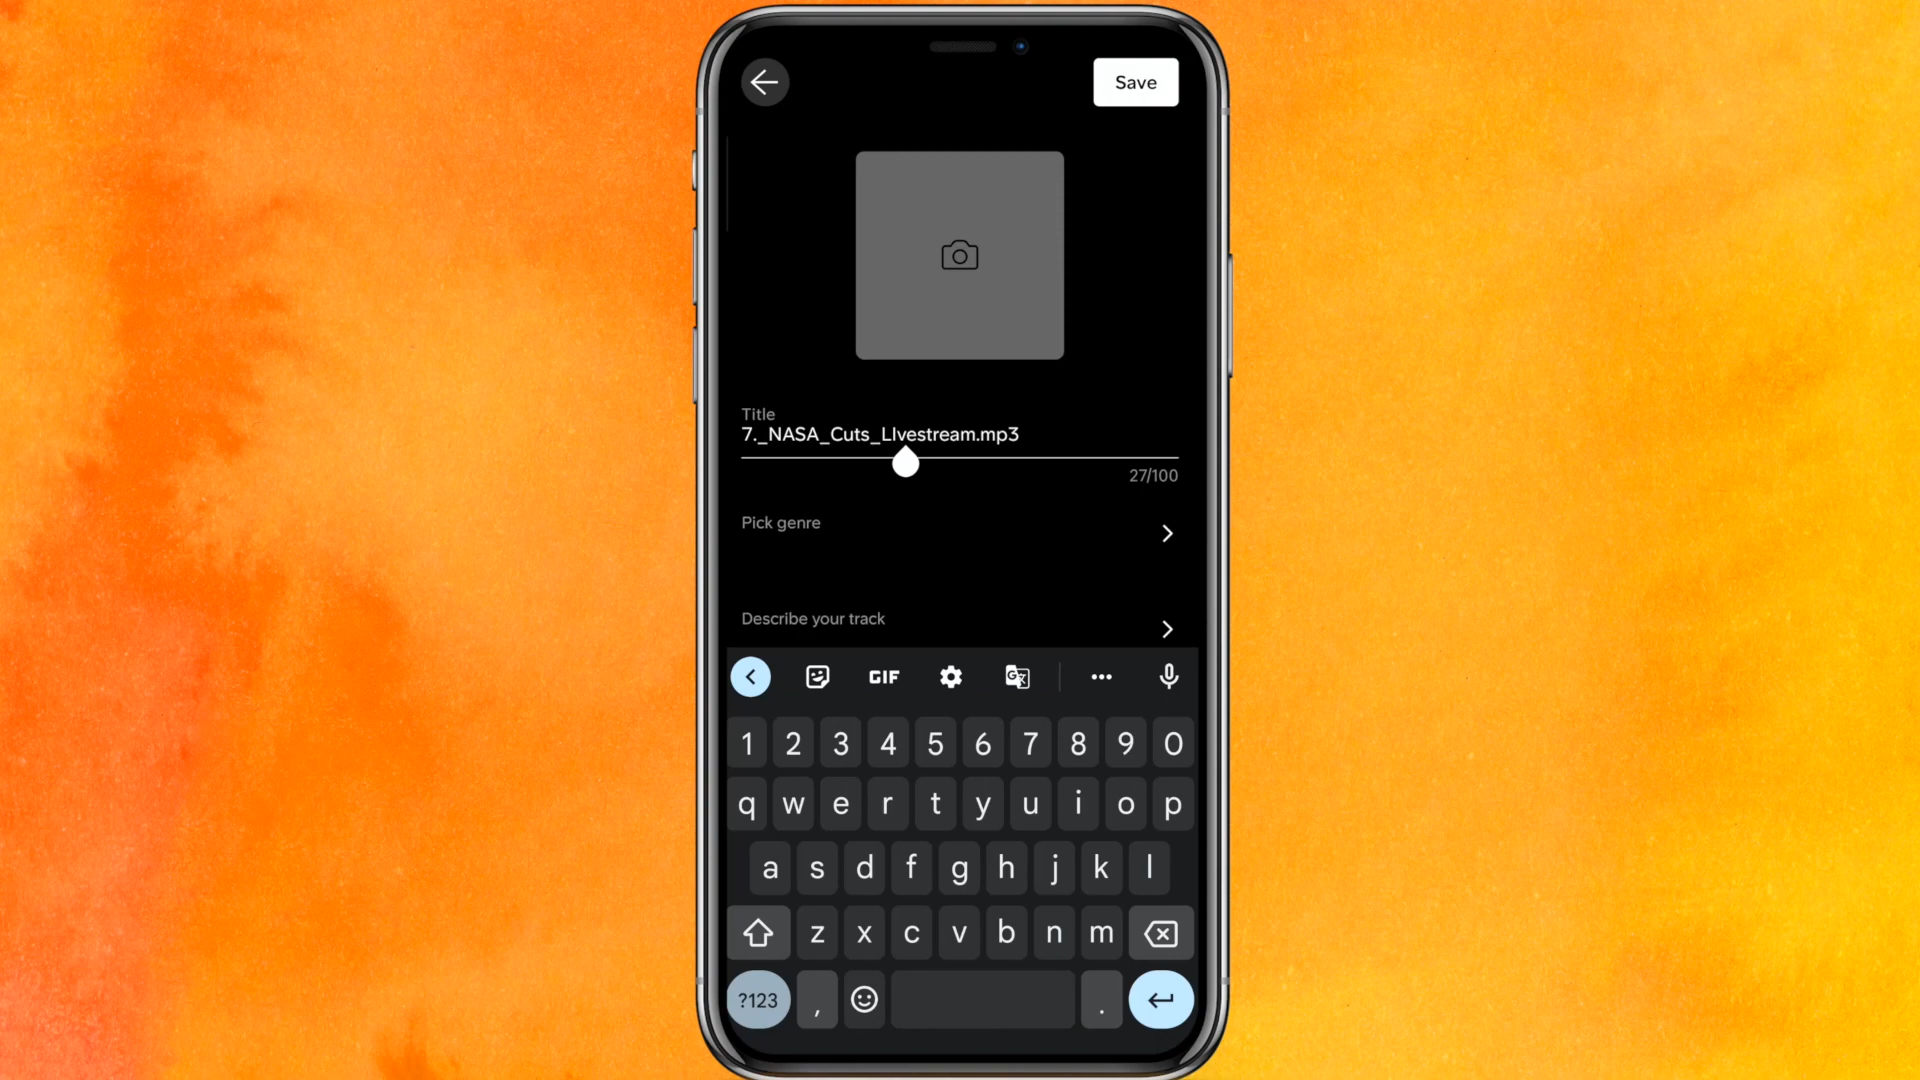 Save
Title
7._NASA_Cuts_LIvestream.mp3
27/100
Pick genre
Describe your track
GIF
1 2 3 4 5 6 7 8 9 0
q w e r t y u i o p
a s d f g h j k l
z x c v b n m
?123 , .